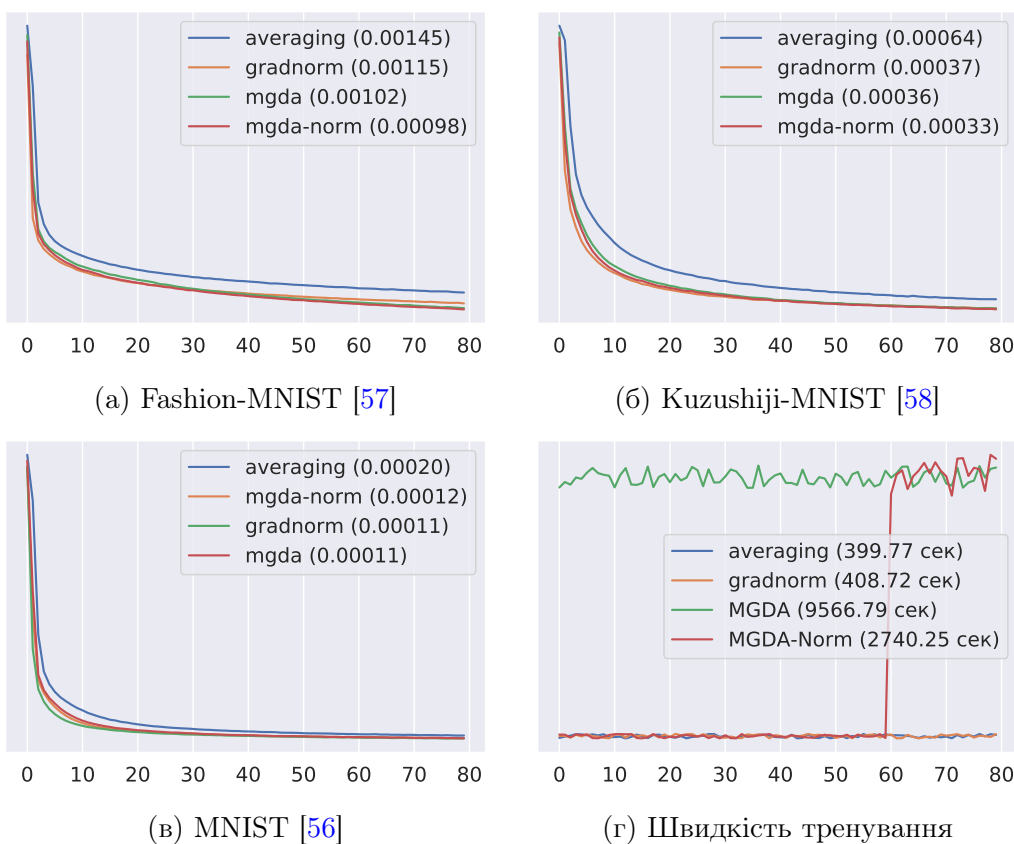 averaging (0.00145)
gradnorm (0.00115)
mgda (0.00102)
mgda-norm (0.00098)
0 10 20 30 40 50 60 70 80
(а) Fashion-MNIST [57]
averaging (0.00064)
gradnorm (0.00037)
mgda (0.00036)
mgda-norm (0.00033)
0 10 20 30 40 50 60 70 80
(б) Kuzushiji-MNIST [58]
averaging (0.00020)
mgda-norm (0.00012)
gradnorm (0.00011)
mgda (0.00011)
0 10 20 30 40 50 60 70 80
(в) MNIST [56]
averaging (399.77 сек)
gradnorm (408.72 сек)
MGDA (9566.79 сек)
MGDA-Norm (2740.25 сек)
0 10 20 30 40 50 60 70 80
(г) Швидкість тренування